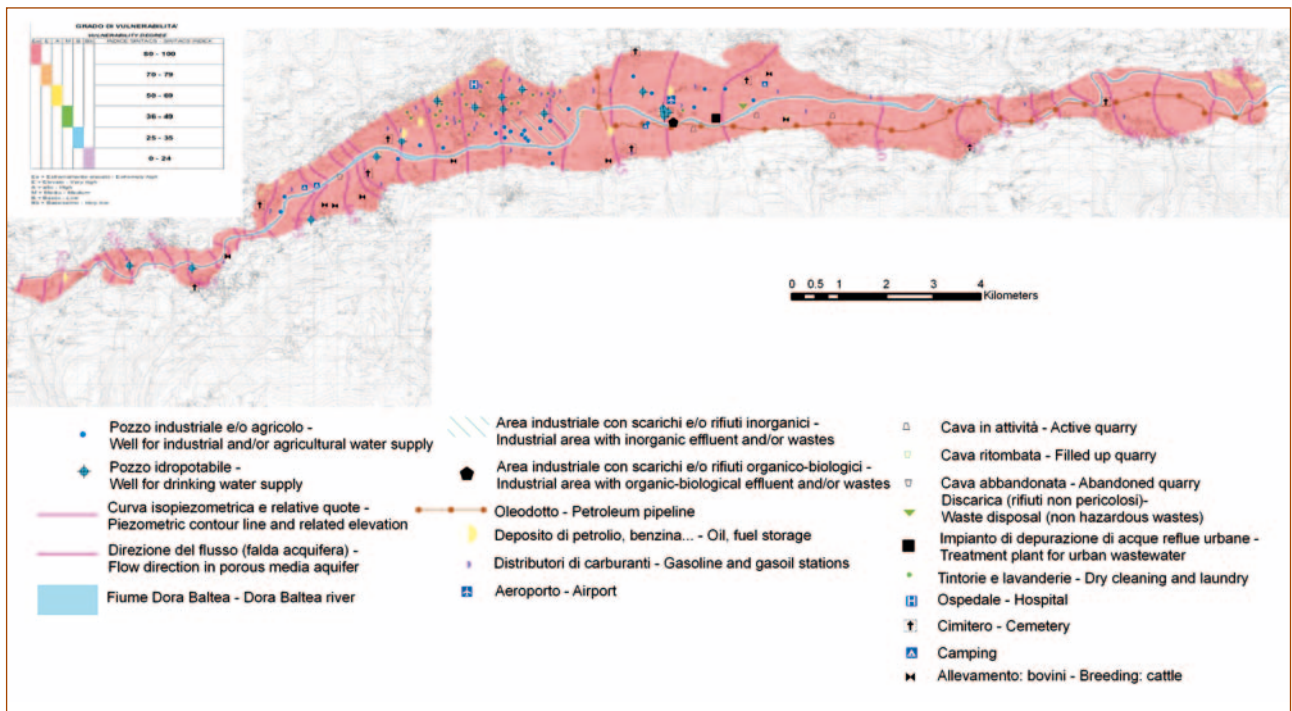 GRADO DI VULNERABILITA'
VULNERABILITY DEGREE
INDICE SINTACS - SINTACS INDEX
80 - 100
70 - 79
50 - 69
36 - 49
25 - 35
0 - 24
0 0.5 1 2 3 4
Kilometers
Pozzo industriale e/o agricolo -
Well for industrial and/or agricultural water supply
Pozzo idropotabile -
Well for drinking water supply
Curva isopiezometrica e relative quote -
Piezometric contour line and related elevation
Direzione del flusso (falda acquifera) -
Flow direction in porous media aquifer
Fiume Dora Baltea - Dora Baltea river
Area industriale con scarichi e/o rifiuti inorganici -
Industrial area with inorganic effluent and/or wastes
Area industriale con scarichi e/o rifiuti organico-biologici -
Industrial area with organic-biological effluent and/or wastes
Oleodotto - Petroleum pipeline
Deposito di petrolio, benzina... - Oil, fuel storage
Distributori di carburanti - Gasoline and gasoil stations
Aeroporto - Airport
Cava in attività - Active quarry
Cava ritombata - Filled up quarry
Cava abbandonata - Abandoned quarry
Discarica (rifiuti non pericolosi)-
Waste disposal (non hazardous wastes)
Impianto di depurazione di acque reflue urbane -
Treatment plant for urban wastewater
Tintorie e lavanderie - Dry cleaning and laundry
Ospedale - Hospital
Cimitero - Cemetery
Camping
Allevamento: bovini - Breeding: cattle